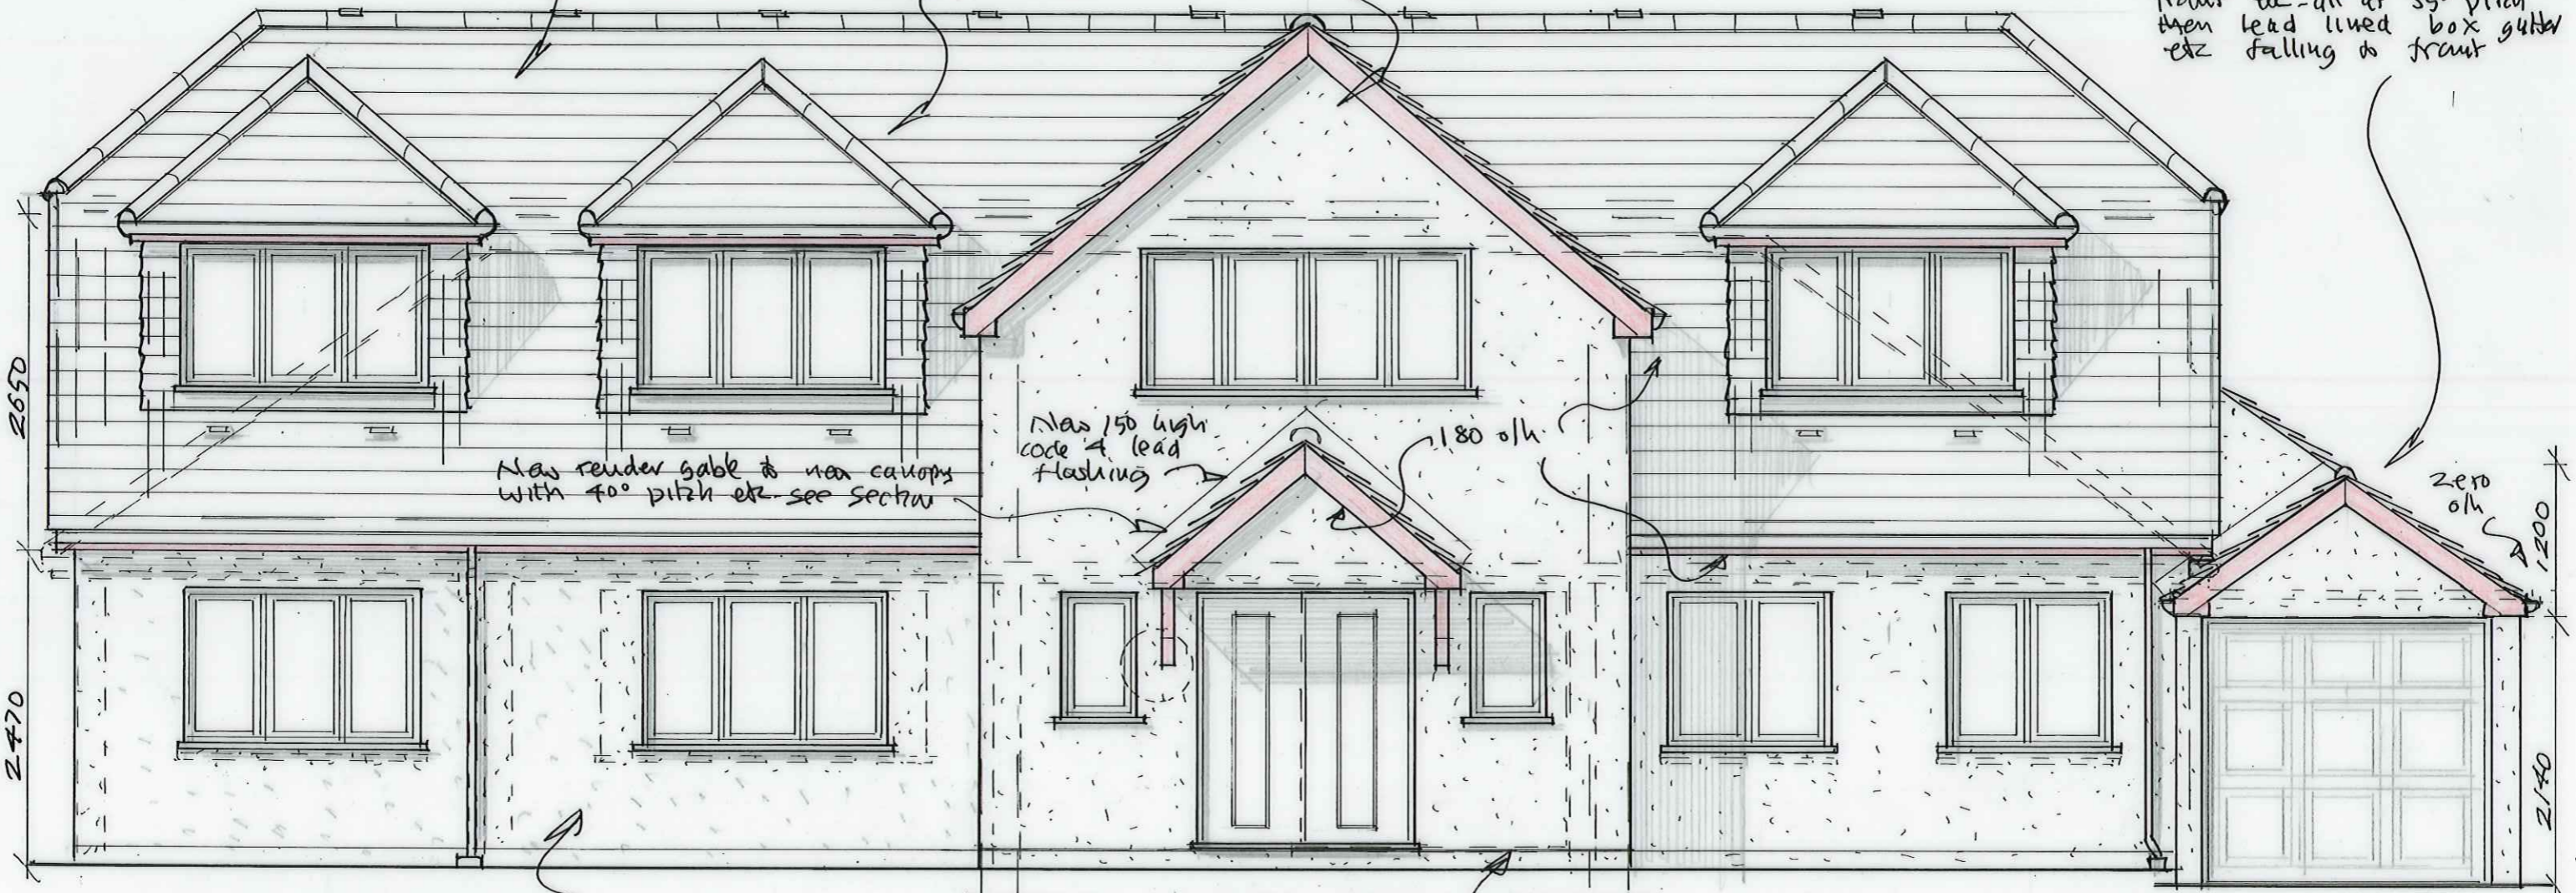 then lead lined box gutter
etc falling to front
2650
New 150 high
code 4 lead
flashing
180 o/h
New render gable to new canopy
with 40° pitch etc - see section
zero
o/h
1200
2470
2140